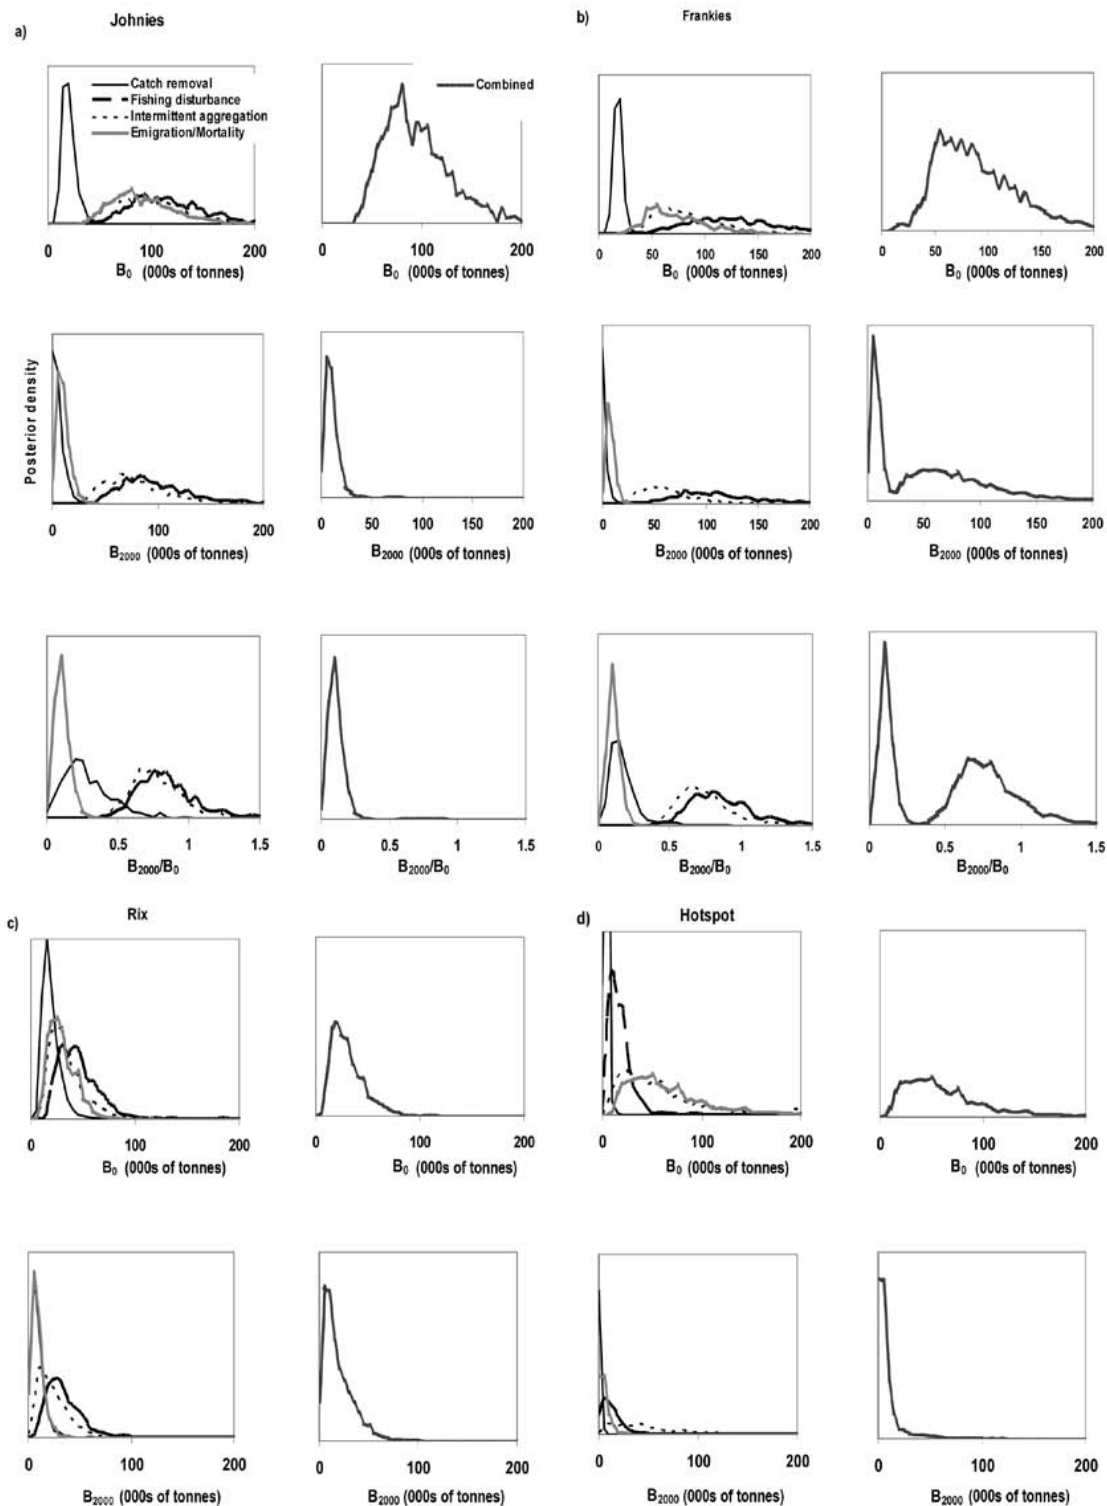 Johnies
Frankies
a)
b)
Catch removal
Fishing disturbance
Intermittent aggregation
Emigration/Mortality
Combined
0 100 200
B0 (000s of tonnes)
0 100 200
B0 (000s of tonnes)
0 50 100 150 200
B0 (000s of tonnes)
0 50 100 150 200
B0 (000s of tonnes)
Posterior density
0 100 200
B2000 (000s of tonnes)
0 50 100 150 200
B2000 (000s of tonnes)
0 50 100 150 200
B2000 (000s of tonnes)
0 50 100 150 200
B2000 (000s of tonnes)
0 0.5 1 1.5
B2000/B0
0 0.5 1 1.5
B2000/B0
0 0.5 1 1.5
B2000/B0
0 0.5 1 1.5
B2000/B0
c)
Rix
d)
Hotspot
0 100 200
B0 (000s of tonnes)
0 100 200
B0 (000s of tonnes)
0 100 200
B0 (000s of tonnes)
0 100 200
B0 (000s of tonnes)
0 100 200
B2000 (000s of tonnes)
0 100 200
B2000 (000s of tonnes)
0 100 200
B2000 (000s of tonnes)
0 100 200
B2000 (000s of tonnes)